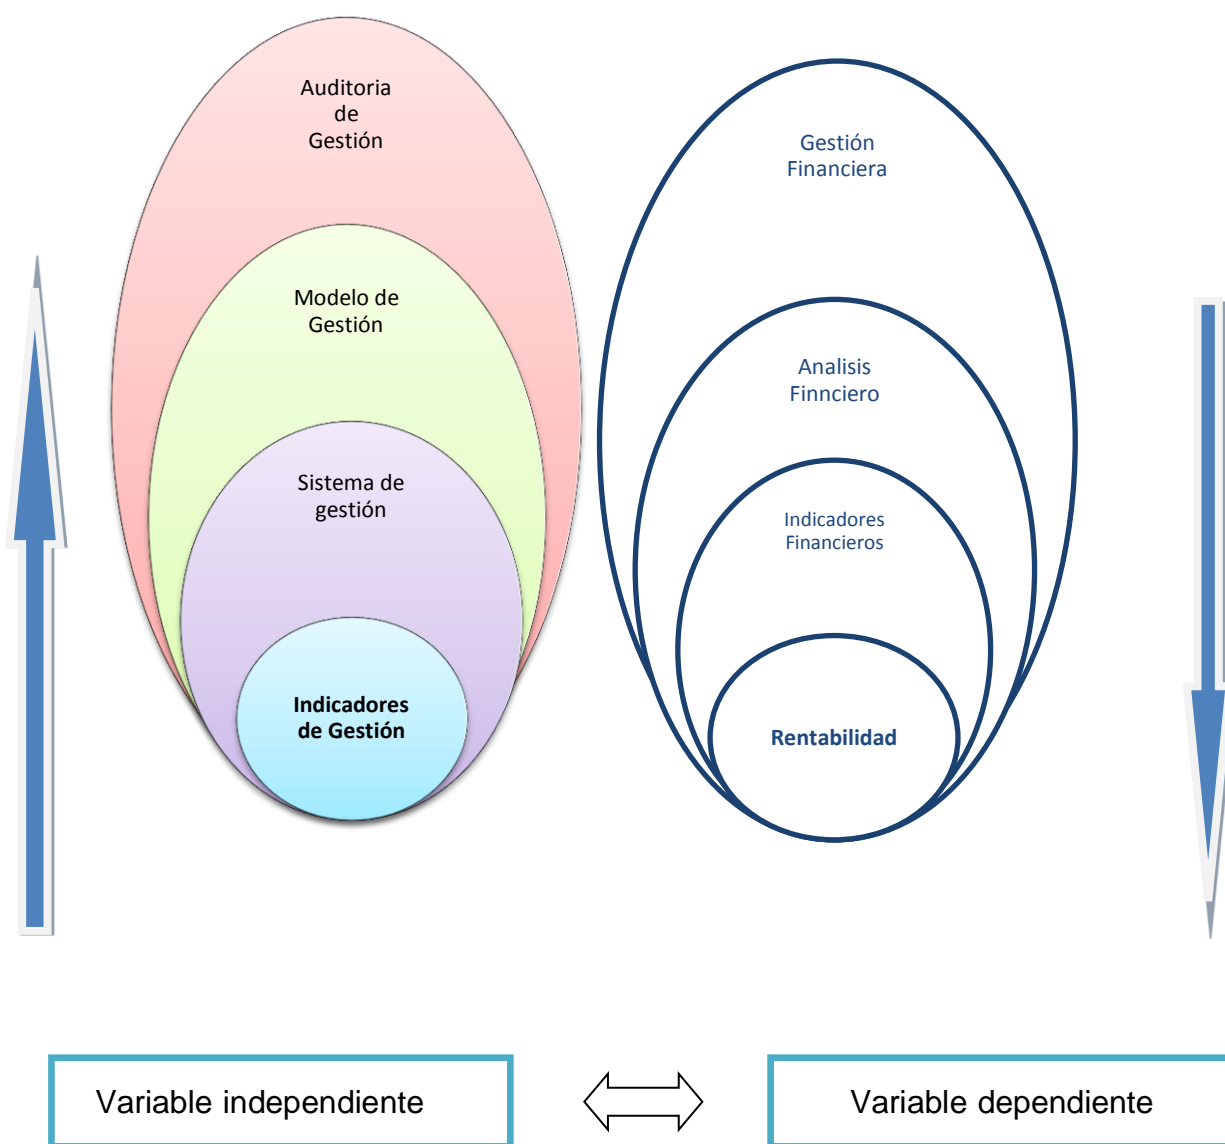 Auditoria
de
Gestión
Modelo de
Gestión
Sistema de
gestión
Indicadores
de Gestión
Gestión
Financiera
Analisis
Finnciero
Indicadores
Financieros
Rentabilidad
Variable independiente
Variable dependiente